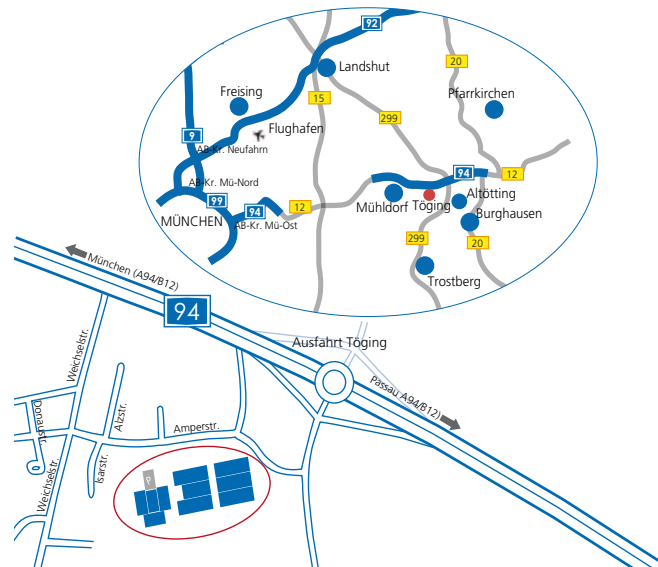 92
Landshut
20
Freising
Pfarrkirchen
15
299
9
Flughafen
AB-Kr. Neufahrn
94
12
AB-Kr. Mü-Nord
99
MÜNCHEN
94
12
AB-Kr. Mü-Ost
Mühldorf
Töging
Altötting
Burghausen
299
20
Trostberg
München (A94/B12)
94
Ausfahrt Töging
Passau A94/B12)
Weichselstr.
Donaustr.
Alzstr.
Amperstr.
Isarstr.
Weichselstr.
P